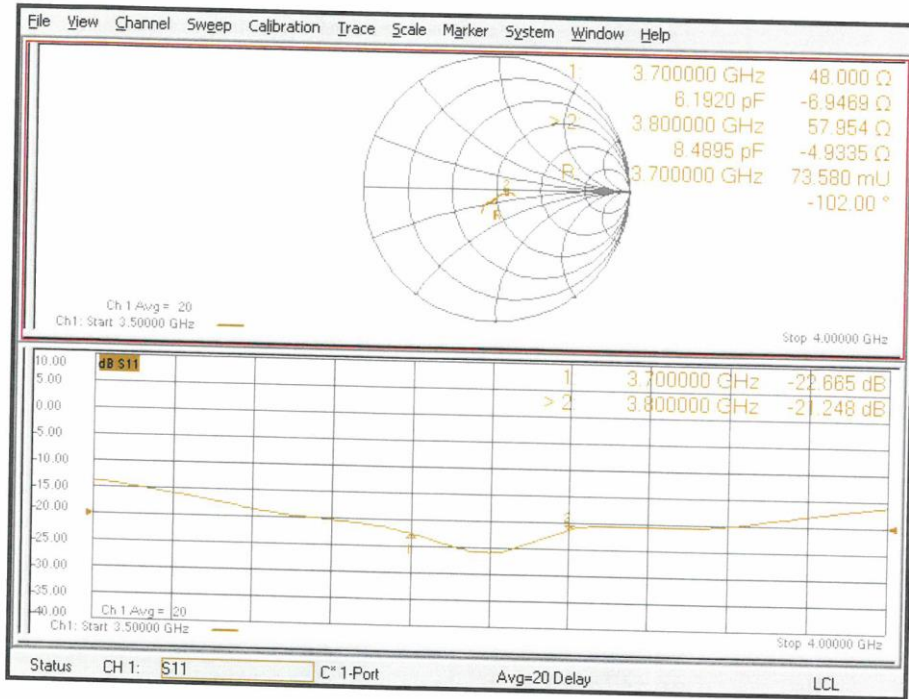 File View Channel Sweep Calibration Trace Scale Marker System Window Help
1: 3.700000 GHz 48.000 Ω
6.1920 pF -6.9469 Ω
> 2: 3.800000 GHz 57.954 Ω
8.4895 pF -4.9335 Ω
R: 3.700000 GHz 73.580 mU
-102.00 °
2
R
Ch 1 Avg = 20
Ch1: Start 3.50000 GHz
Stop 4.00000 GHz
10.00
dB S11
5.00
0.00
-5.00
-10.00
-15.00
-20.00
-25.00
-30.00
-35.00
-40.00
1: 3.700000 GHz -22.665 dB
> 2: 3.800000 GHz -21.248 dB
2
1
Ch 1 Avg = 20
Ch1: Start 3.50000 GHz
Stop 4.00000 GHz
Status CH 1: S11 C* 1-Port Avg=20 Delay LCL